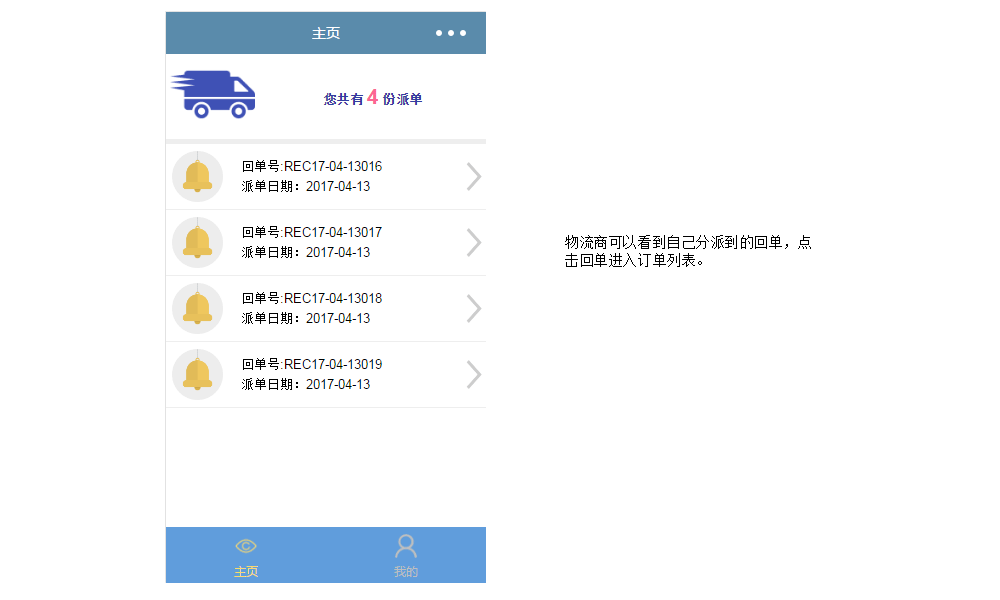 主页
您共有 4 份派单
回单号:REC17-04-13016
派单日期：2017-04-13
回单号:REC17-04-13017
派单日期：2017-04-13
回单号:REC17-04-13018
派单日期：2017-04-13
回单号:REC17-04-13019
派单日期：2017-04-13
主页
我的
物流商可以看到自己分派到的回单，点
击回单进入订单列表。